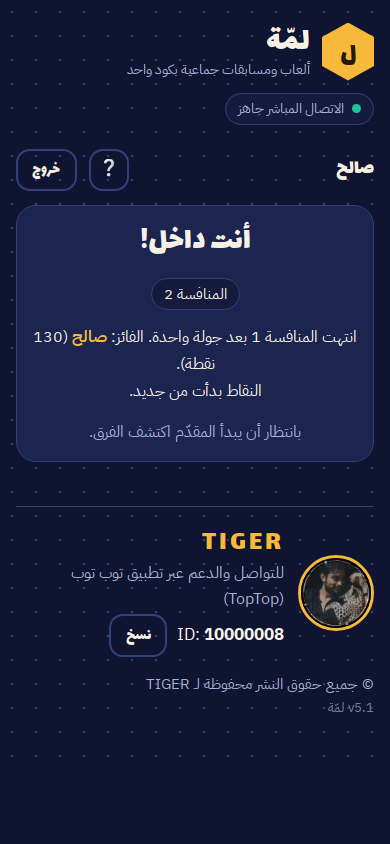 ل
لمّة
ألعاب ومسابقات جماعية بكود واحد
الاتصال المباشر جاهز
صالح
?
خروج
أنت داخل!
المنافسة 2
انتهت المنافسة 1 بعد جولة واحدة. الفائز: صالح (130
نقطة).
النقاط بدأت من جديد.
بانتظار أن يبدأ المقدّم اكتشف الفرق.
TIGER
للتواصل والدعم عبر تطبيق توب توب
(TopTop)
ID: 10000008
نسخ
© جميع حقوق النشر محفوظة لـ TIGER
لمّة v5.1